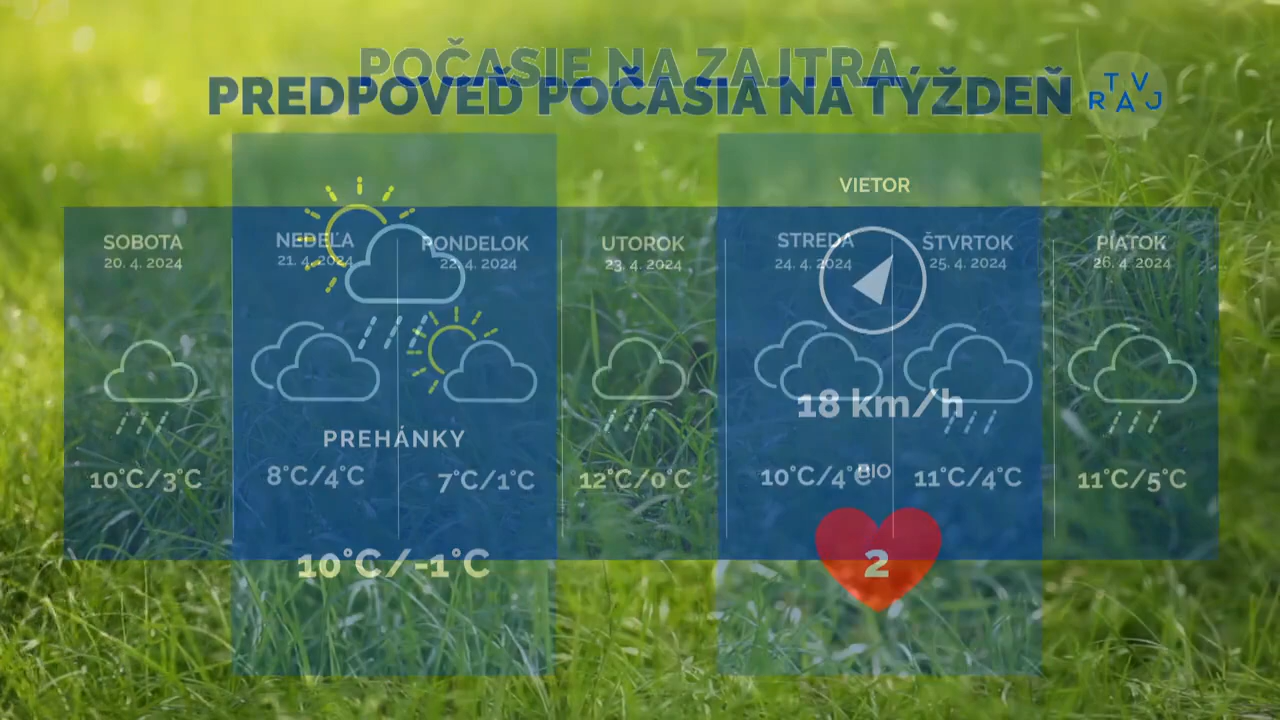 POČASIE NA ZAJTRA
PREDPOVEĎ POČASIA NA TÝŽDEŇ
TV
RAJ
VIETOR
SOBOTA
20. 4. 2024
NEDEĽA
21. 4. 2024
PONDELOK
22. 4. 2024
UTOROK
23. 4. 2024
STREDA
24. 4. 2024
ŠTVRTOK
25. 4. 2024
PIATOK
26. 4. 2024
18 km/h
PREHÁNKY
10°C/3°C
8°C/4°C
7°C/1°C
12°C/0°C
10°C/4°C
BIO
11°C/4°C
11°C/5°C
10°C/-1°C
2